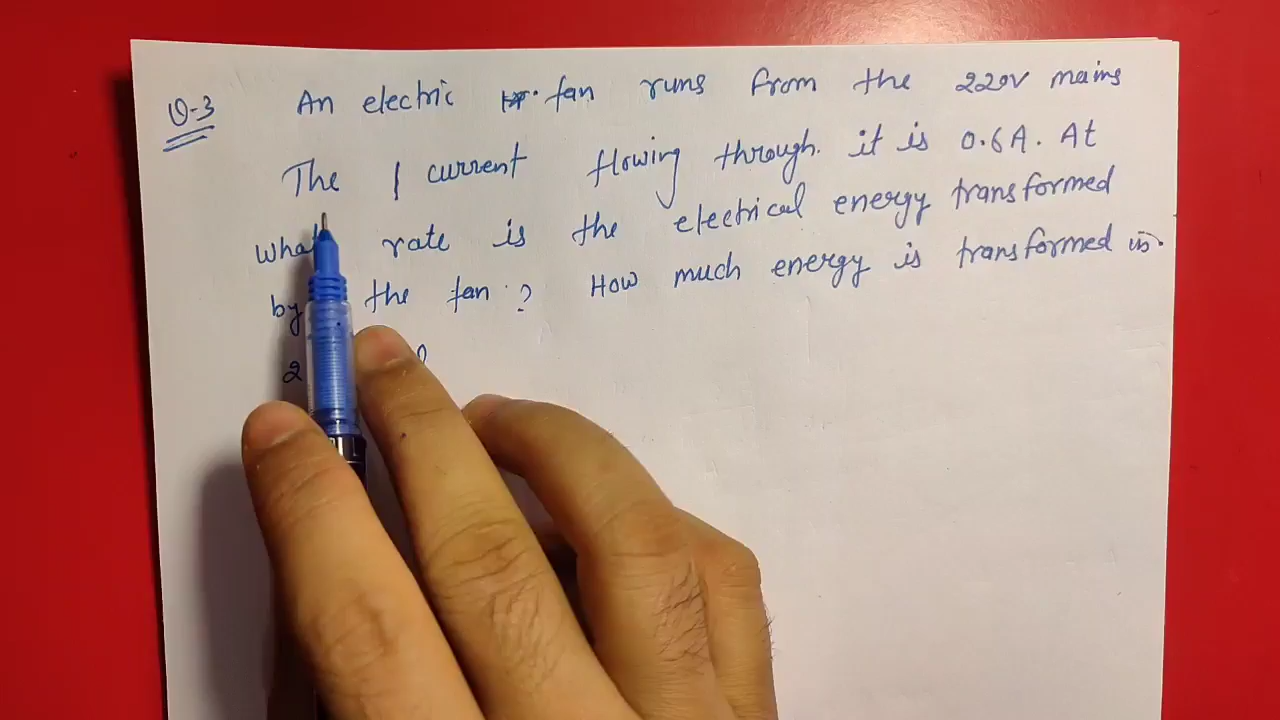 Q-3 An electric fan runs from the 220V mains
The current flowing through. it is 0.6A. At
what rate is the electrical energy transformed
by the fan ? How much energy is transformed in
2